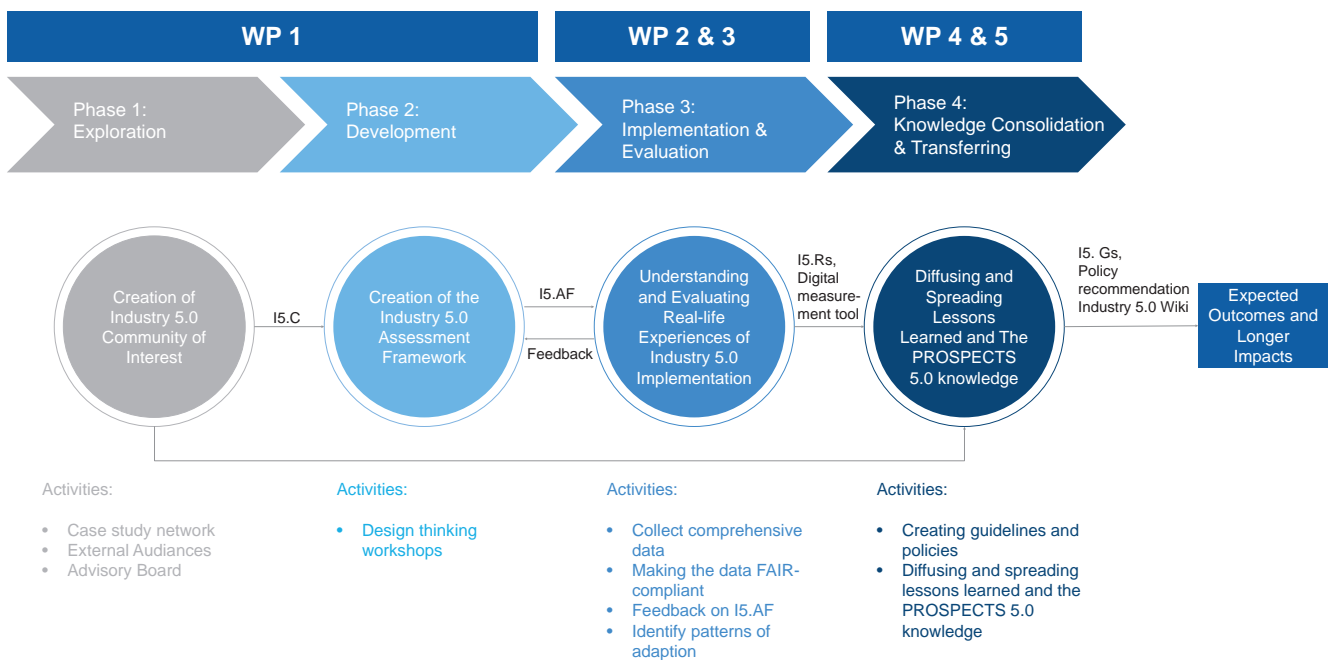 WP 1
WP 2 & 3
WP 4 & 5
Phase 1:
Exploration
Phase 2:
Development
Phase 3:
Implementation &
Evaluation
Phase 4:
Knowledge Consolidation
& Transferring
Creation of
Industry 5.0
Community of
Interest
I5.C
Creation of the
Industry 5.0
Assessment
Framework
I5.AF
Feedback
Understanding
and Evaluating
Real-life
Experiences of
Industry 5.0
Implementation
I5.Rs,
Digital
measure-
ment tool
Diffusing and
Spreading
Lessons
Learned and The
PROSPECTS
5.0 knowledge
I5. Gs,
Policy
recommendation
Industry 5.0 Wiki
Expected
Outcomes and
Longer
Impacts
Activities:
• Case study network
• External Audiances
• Advisory Board
Activities:
• Design thinking
workshops
Activities:
• Collect comprehensive
data
• Making the data FAIR-
compliant
• Feedback on I5.AF
• Identify patterns of
adaption
Activities:
• Creating guidelines and
policies
• Diffusing and spreading
lessons learned and the
PROSPECTS 5.0
knowledge